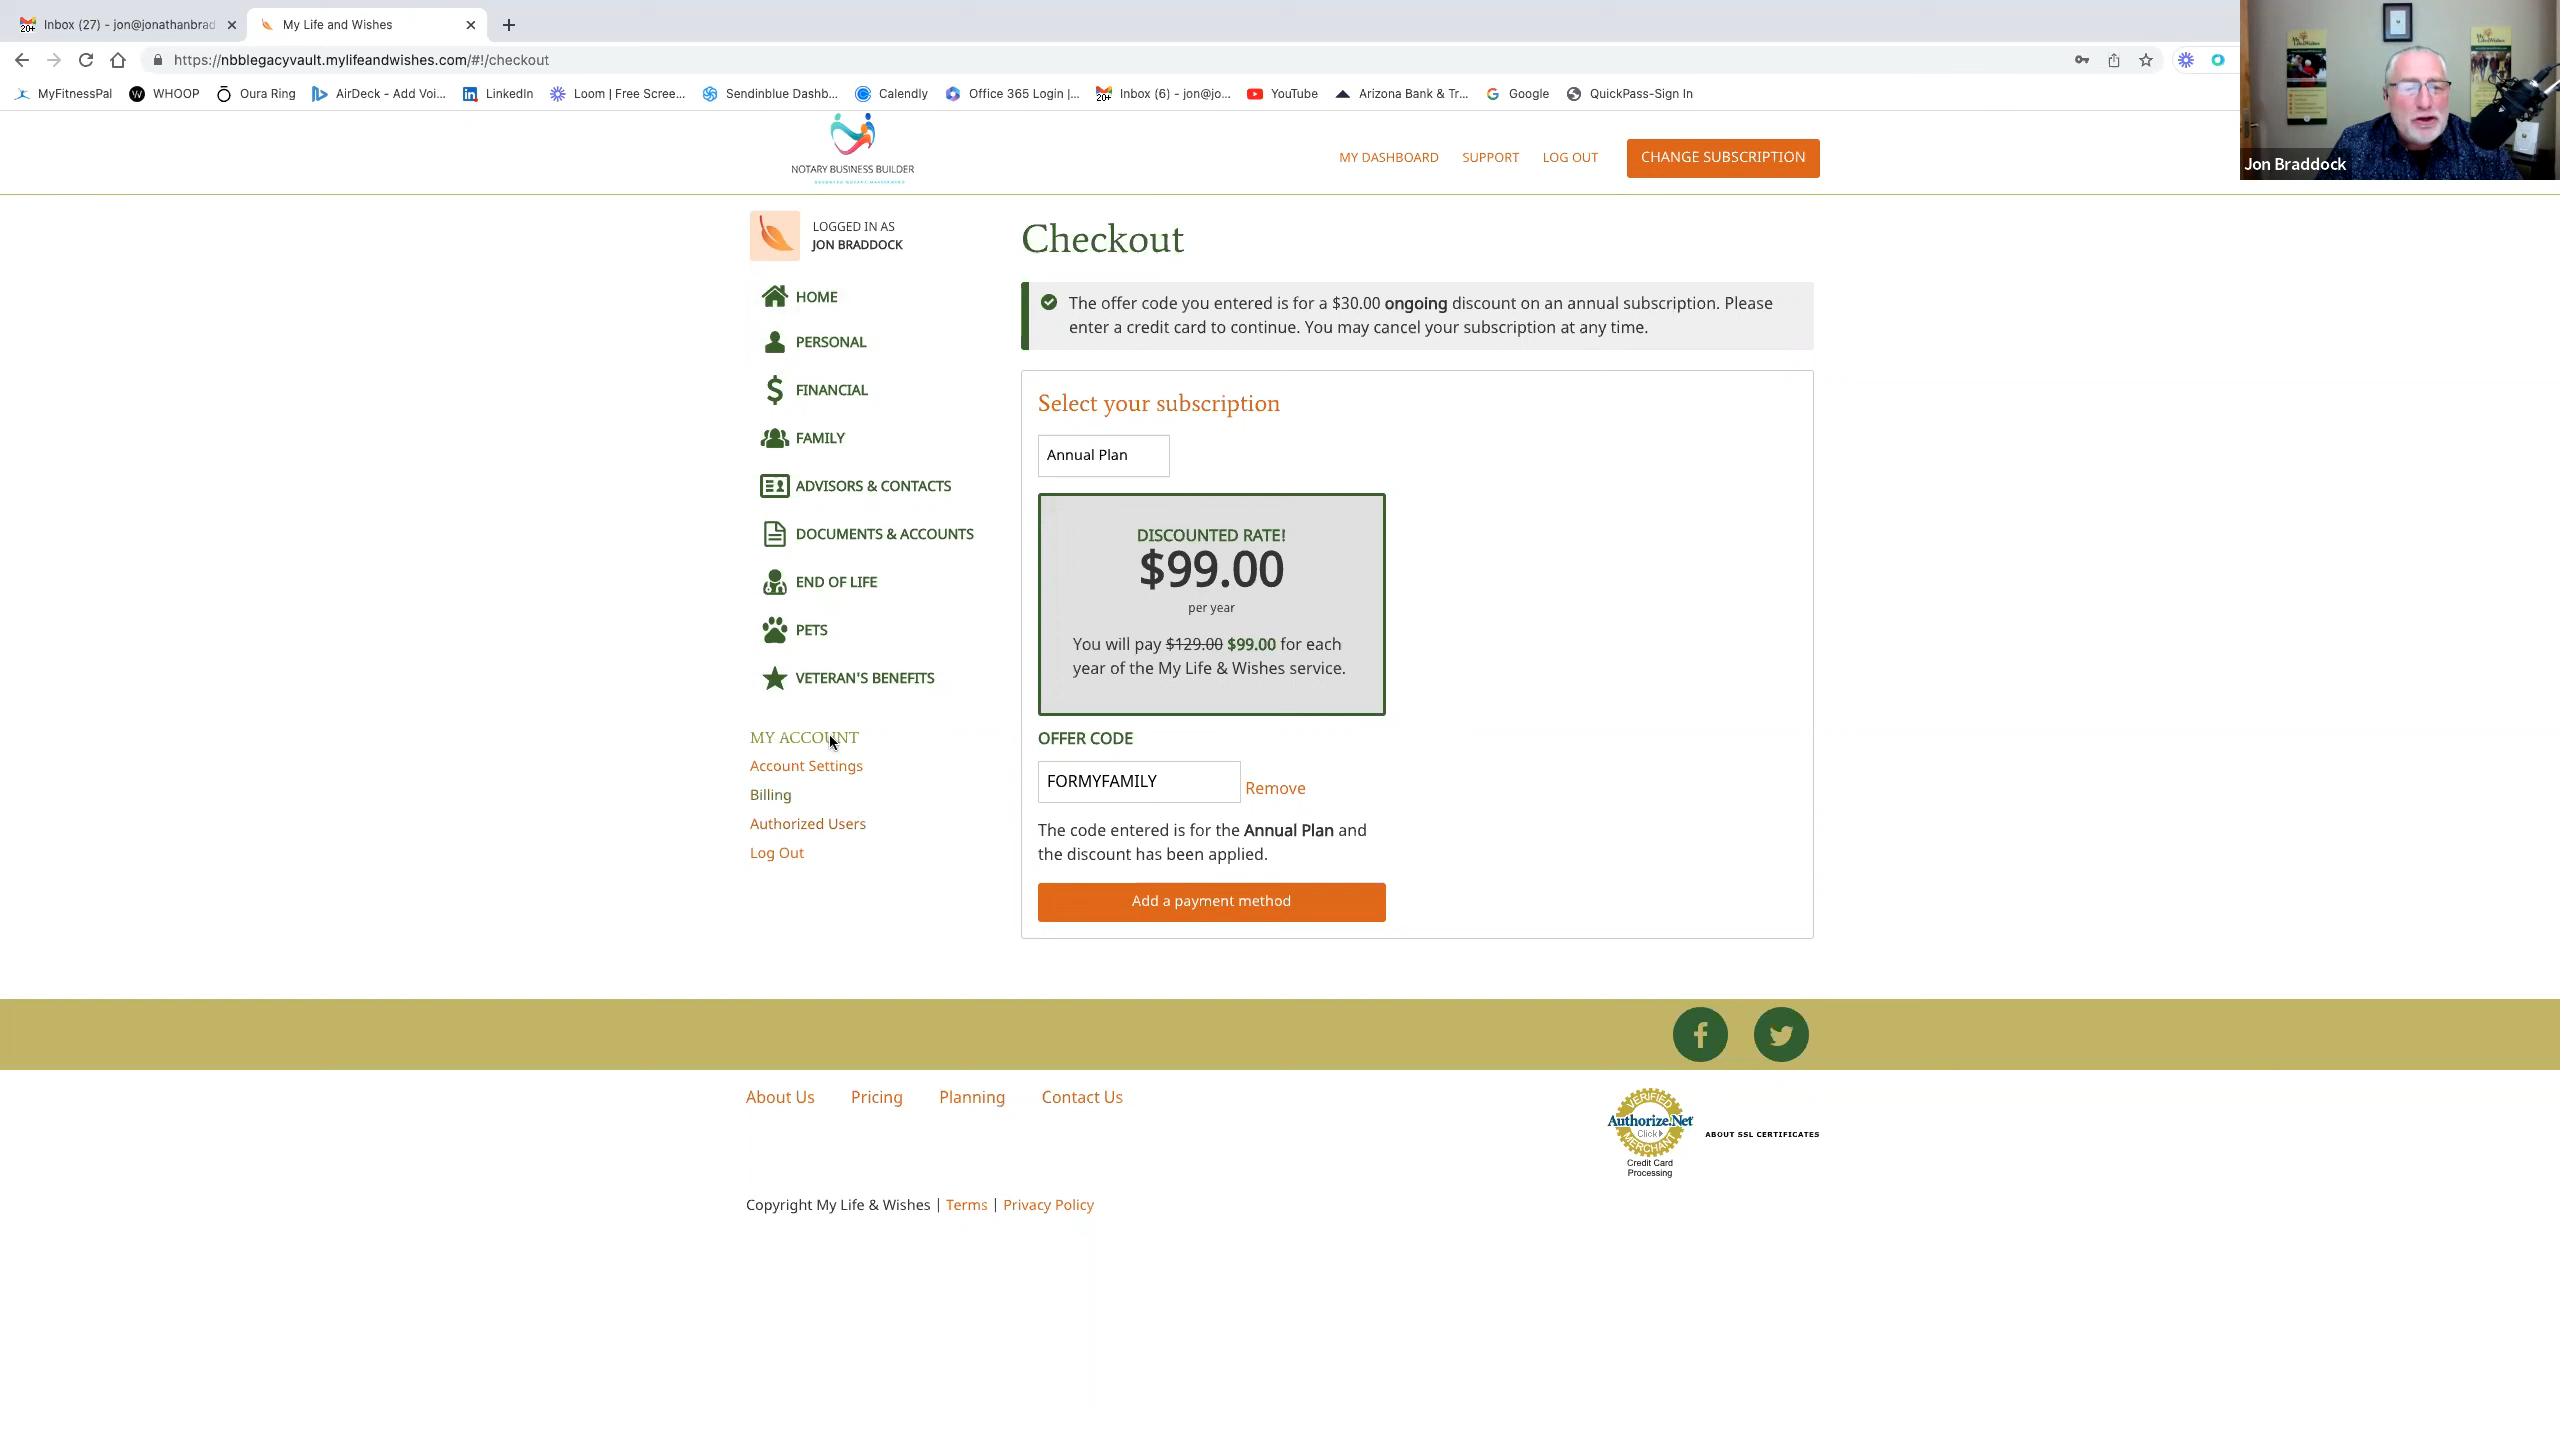 Inbox (27) - jon@jonathanbrad
My Life and Wishes
https://nbblegacyvault.mylifeandwishes.com/#!/checkout
MyFitnessPal WHOOP Oura Ring AirDeck - Add Voi... LinkedIn Loom | Free Scree... Sendinblue Dashb... Calendly Office 365 Login |... Inbox (6) - jon@jo... YouTube Arizona Bank & Tr... Google QuickPass-Sign In
Jon Braddock
NOTARY BUSINESS BUILDER
MY DASHBOARD SUPPORT LOG OUT CHANGE SUBSCRIPTION
LOGGED IN AS
JON BRADDOCK
HOME
PERSONAL
FINANCIAL
FAMILY
ADVISORS & CONTACTS
DOCUMENTS & ACCOUNTS
END OF LIFE
PETS
VETERAN'S BENEFITS
MY ACCOUNT
Account Settings
Billing
Authorized Users
Log Out
Checkout
The offer code you entered is for a $30.00 ongoing discount on an annual subscription. Please
enter a credit card to continue. You may cancel your subscription at any time.
Select your subscription
Annual Plan
DISCOUNTED RATE!
$99.00
per year
You will pay $129.00 $99.00 for each
year of the My Life & Wishes service.
OFFER CODE
FORMYFAMILY Remove
The code entered is for the Annual Plan and
the discount has been applied.
Add a payment method
About Us Pricing Planning Contact Us
VERIFIED
Authorize.Net
Click
MERCHANT
Credit Card
Processing
ABOUT SSL CERTIFICATES
Copyright My Life & Wishes | Terms | Privacy Policy